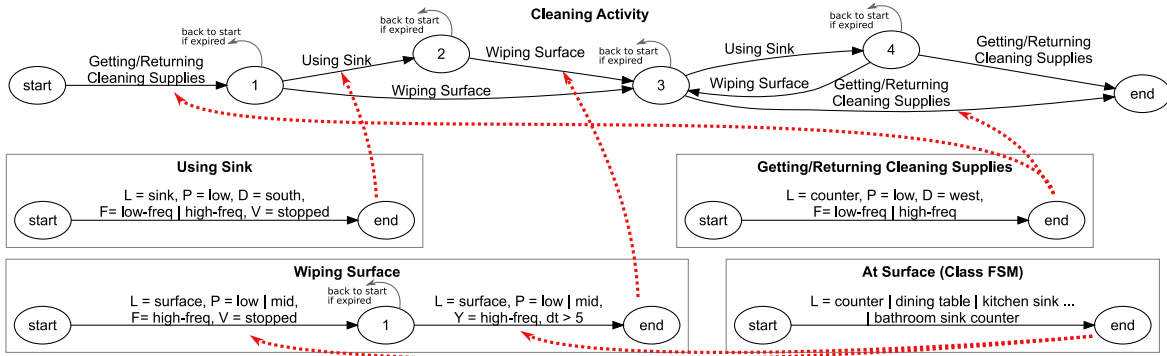 Cleaning Activity
back to start
if expired
back to start
if expired
back to start
if expired
back to start
if expired
Getting/Returning
Cleaning Supplies
Using Sink
Wiping Surface
Using Sink
Getting/Returning
Cleaning Supplies
start
1
2
3
4
end
Wiping Surface
Wiping Surface
Getting/Returning
Cleaning Supplies
Using Sink
L = sink, P = low, D = south,
F= low-freq | high-freq, V = stopped
start
end
Getting/Returning Cleaning Supplies
L = counter, P = low, D = west,
F= low-freq | high-freq
start
end
Wiping Surface
L = surface, P = low | mid,
F= high-freq, V = stopped
back to start
if expired
L = surface, P = low | mid,
Y = high-freq, dt > 5
start
1
end
At Surface (Class FSM)
L = counter | dining table | kitchen sink ...
| bathroom sink counter
start
end